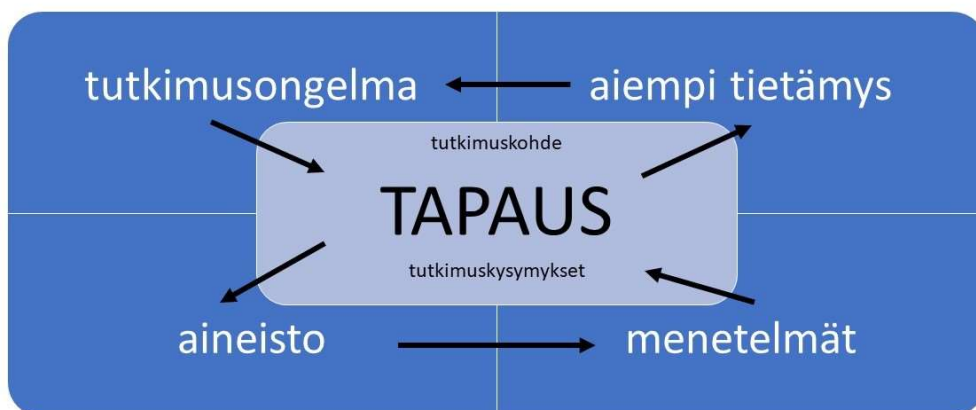 tutkimusongelma
aiempi tietämys
tutkimuskohde
TAPAUS
tutkimuskysymykset
aineisto
menetelmät